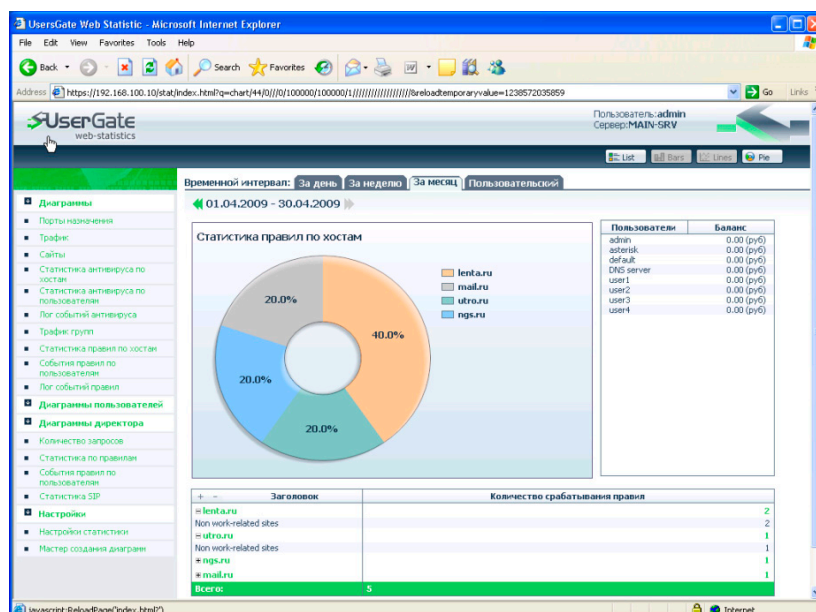 UsersGate Web Statistic - Microsoft Internet Explorer
File Edit View Favorites Tools Help
Back Search Favorites
Address https://192.168.100.10/stat/index.html?q=chart/44/0///0/100000/100000/1//////////////////&reloadtemporaryvalue=1238572035859 Go Links
UserGate
web-statistics
Пользователь:admin
Сервер:MAIN-SRV
List Bars Lines Pie
Временной интервал: За день За неделю За месяц Пользовательский
01.04.2009 - 30.04.2009
Диаграммы
Порты назначения
Трафик
Сайты
Статистика антивируса по
хостам
Статистика антивируса по
пользователям
Лог событий антивируса
Трафик групп
Статистика правил по хостам
События правил по
пользователям
Лог событий правил
Диаграммы пользователей
Диаграммы директора
Количество запросов
Статистика по правилам
События правил по
пользователям
Статистика SIP
Настройки
Настройки статистики
Мастер создания диаграмм
Статистика правил по хостам
20.0%
40.0%
20.0%
20.0%
lenta.ru
mail.ru
utro.ru
ngs.ru
Пользователи Баланс
admin 0.00 (руб)
asterisk 0.00 (руб)
default 0.00 (руб)
DNS server 0.00 (руб)
user1 0.00 (руб)
user2 0.00 (руб)
user3 0.00 (руб)
user4 0.00 (руб)
+ - Заголовок Количество срабатывания правил
lenta.ru 2
Non work-related sites 2
utro.ru 1
Non work-related sites 1
ngs.ru 1
mail.ru 1
Всего: 5
javascript:ReloadPage('index.html?') Internet